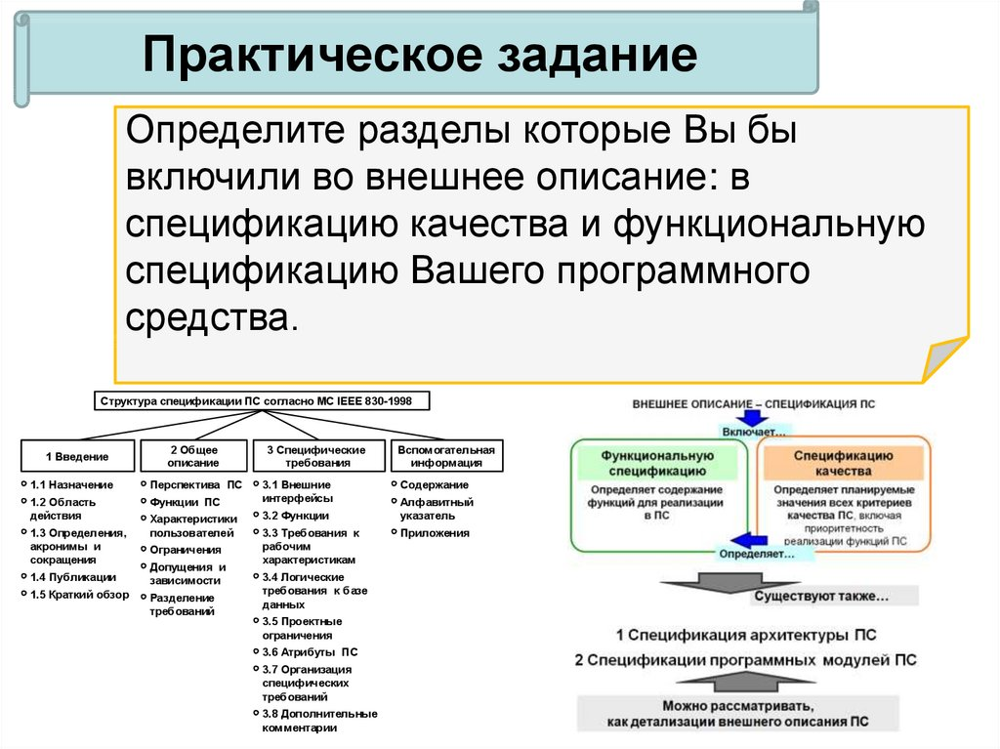 Практическое задание
Определите разделы которые Вы бы
включили во внешнее описание: в
спецификацию качества и функциональную
спецификацию Вашего программного
средства.
Структура спецификации ПС согласно МС IEEE 830-1998
1 Введение
1.1 Назначение
1.2 Область
действия
1.3 Определения,
акронимы и
сокращения
1.4 Публикации
1.5 Краткий обзор
2 Общее
описание
Перспектива ПС
Функции ПС
Характеристики
пользователей
Ограничения
Допущения и
зависимости
Разделение
требований
3 Специфические
требования
3.1 Внешние
интерфейсы
3.2 Функции
3.3 Требования к
рабочим
характеристикам
3.4 Логические
требования к базе
данных
3.5 Проектные
ограничения
3.6 Атрибуты ПС
3.7 Организация
специфических
требований
3.8 Дополнительные
комментарии
Вспомогательная
информация
Содержание
Алфавитный
указатель
Приложения
ВНЕШНЕЕ ОПИСАНИЕ – СПЕЦИФИКАЦИЯ ПС
Включает...
Функциональную
спецификацию
Определяет содержание
функций для реализации
в ПС
Спецификацию
качества
Определяет планируемые
значения всех критериев
качества ПС, включая
приоритетность
реализации функций ПС
Определяет...
Существуют также...
1 Спецификация архитектуры ПС
2 Спецификации программных модулей ПС
Можно рассматривать,
как детализации внешнего описания ПС